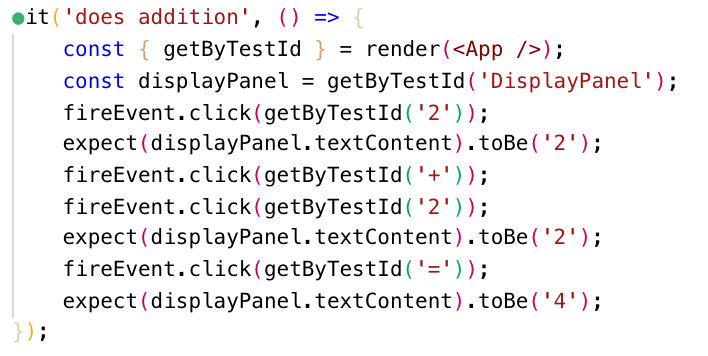 it('does addition', () => {
    const { getByTestId } = render(<App />);
    const displayPanel = getByTestId('DisplayPanel');
    fireEvent.click(getByTestId('2'));
    expect(displayPanel.textContent).toBe('2');
    fireEvent.click(getByTestId('+'));
    fireEvent.click(getByTestId('2'));
    expect(displayPanel.textContent).toBe('2');
    fireEvent.click(getByTestId('='));
    expect(displayPanel.textContent).toBe('4');
});